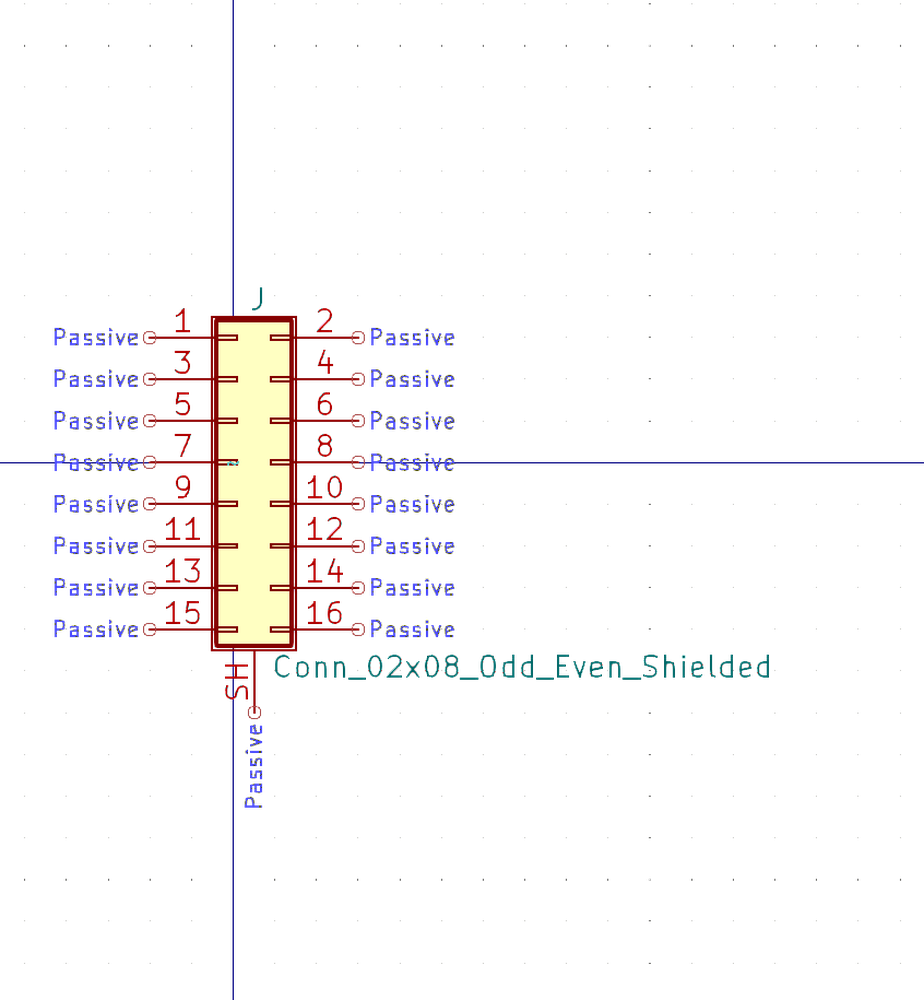 J
Passive 1 2 Passive
Passive 3 4 Passive
Passive 5 6 Passive
Passive 7 8 Passive
Passive 9 10 Passive
Passive 11 12 Passive
Passive 13 14 Passive
Passive 15 16 Passive
SH
Conn_02x08_Odd_Even_Shielded
Passive